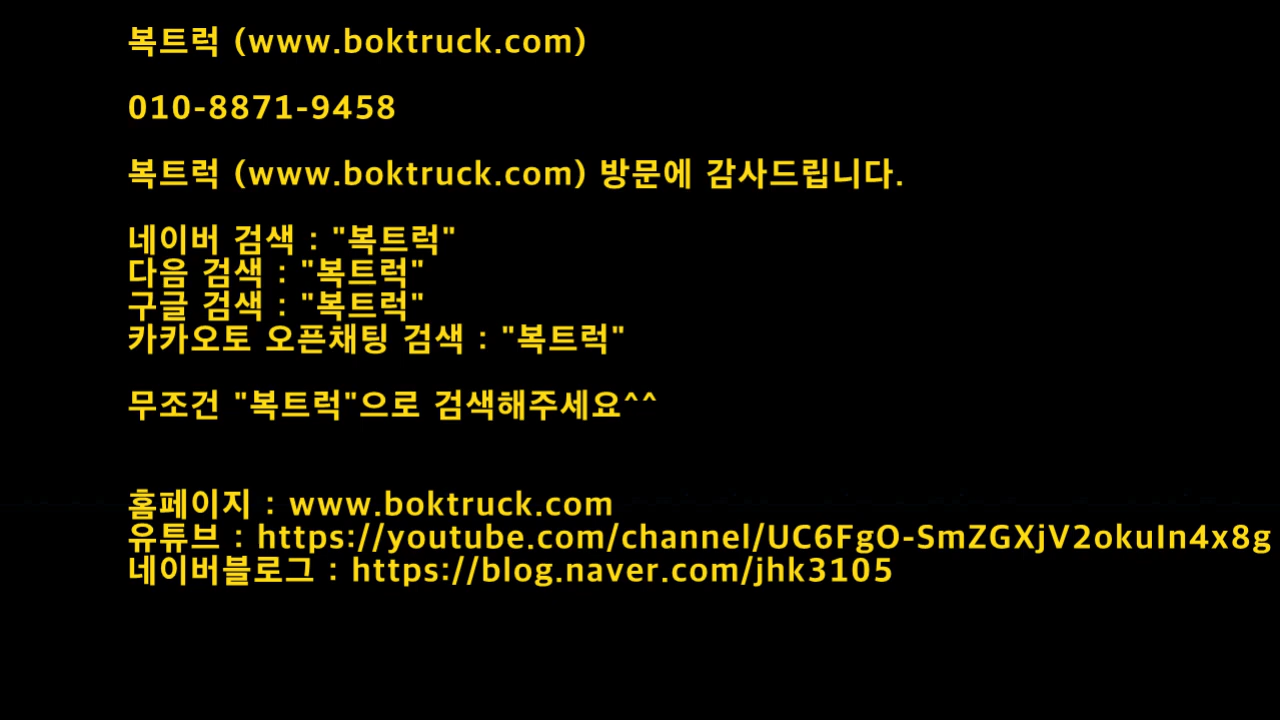 복트럭 (www.boktruck.com)
010-8871-9458
복트럭 (www.boktruck.com) 방문에 감사드립니다.
네이버 검색 : "복트럭"
다음 검색 : "복트럭"
구글 검색 : "복트럭"
카카오토 오픈채팅 검색 : "복트럭"
무조건 "복트럭"으로 검색해주세요^^
홈페이지 : www.boktruck.com
유튜브 : https://youtube.com/channel/UC6FgO-SmZGXjV2okuIn4x8g
네이버블로그 : https://blog.naver.com/jhk3105